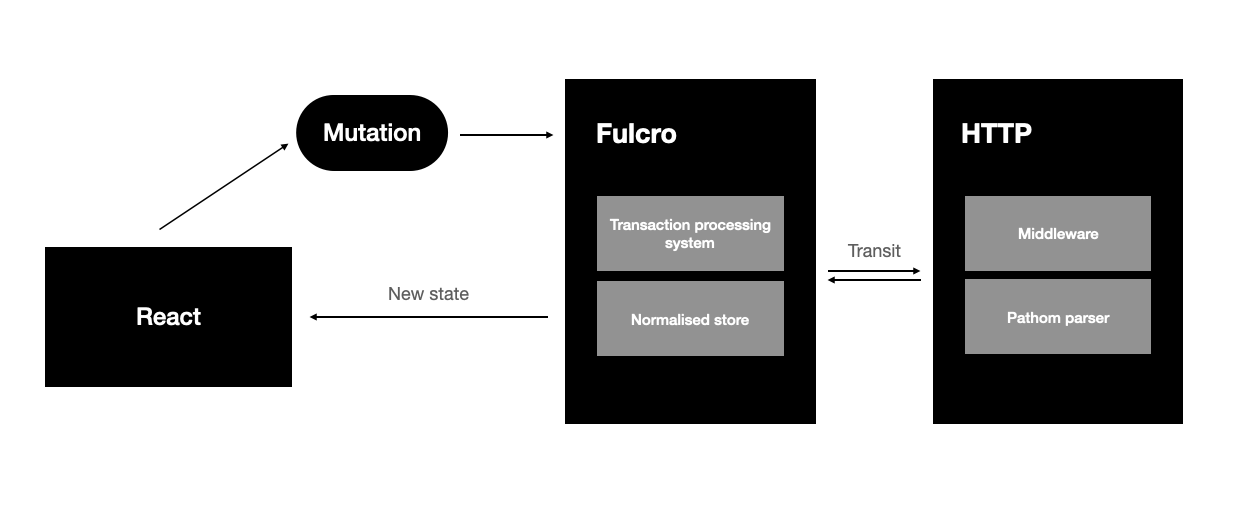 Mutation
Fulcro
HTTP
Transaction processing
system
Middleware
Transit
New state
React
Normalised store
Pathom parser